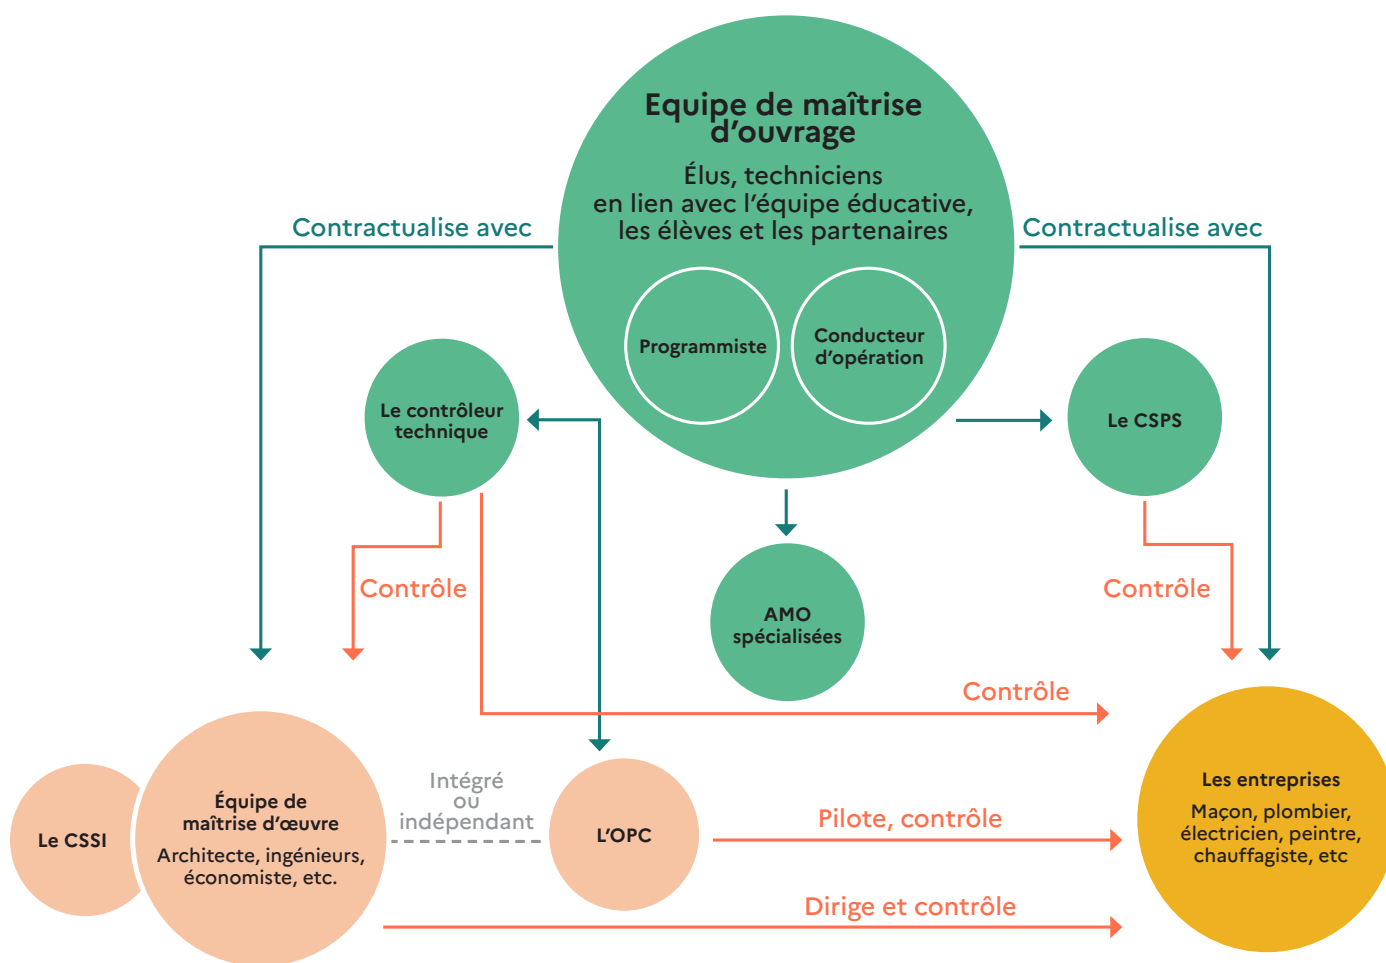 Equipe de maîtrise
d’ouvrage
Élus, techniciens
en lien avec l’équipe éducative,
les élèves et les partenaires
Contractualise avec
Contractualise avec
Programmiste
Conducteur
d’opération
Le contrôleur
technique
Le CSPS
Contrôle
Contrôle
AMO
spécialisées
Contrôle
Le CSSI
Équipe de
maîtrise d’œuvre
Architecte, ingénieurs,
économiste, etc.
Intégré
ou
indépendant
L’OPC
Pilote, contrôle
Dirige et contrôle
Les entreprises
Maçon, plombier,
électricien, peintre,
chauffagiste, etc